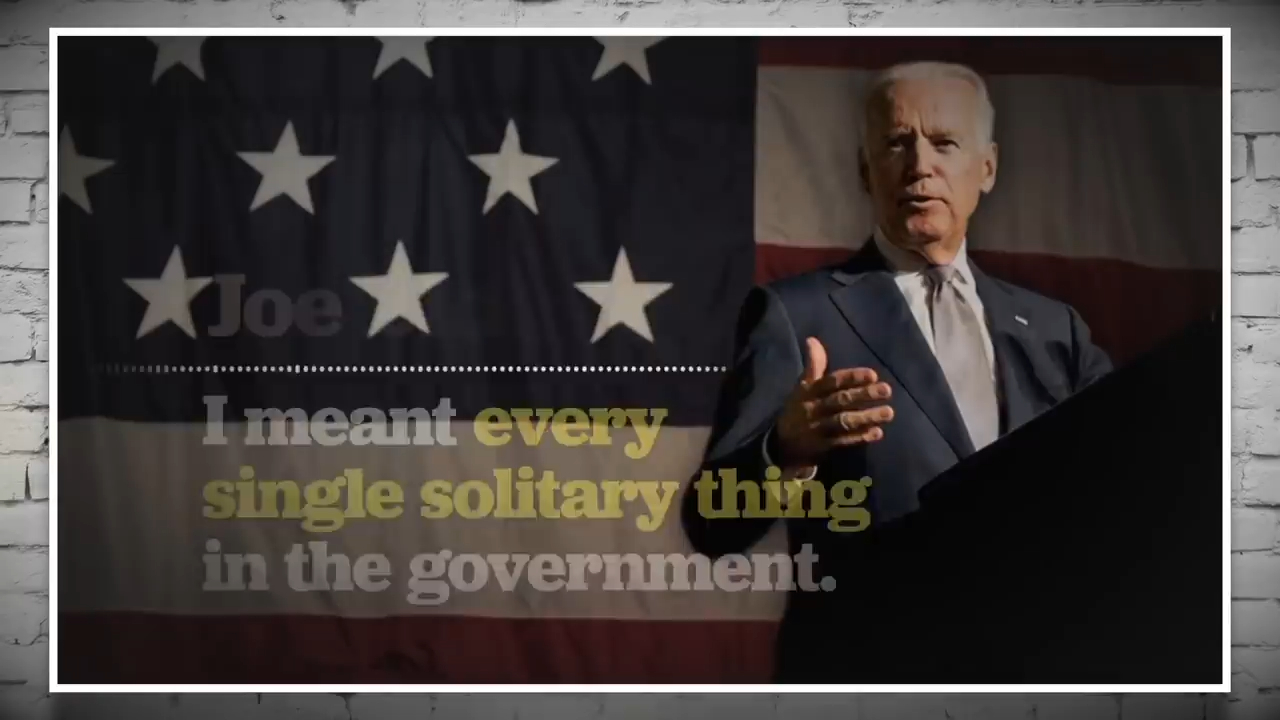 Joe
I meant every
single solitary thing
in the government.